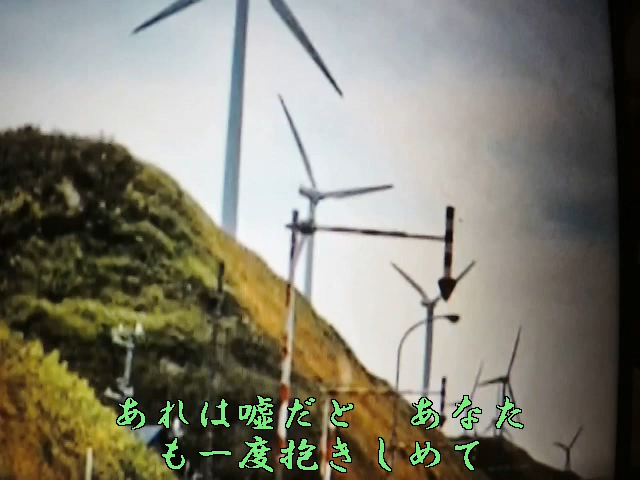 あれは嘘だと　あなた
も一度抱きしめて